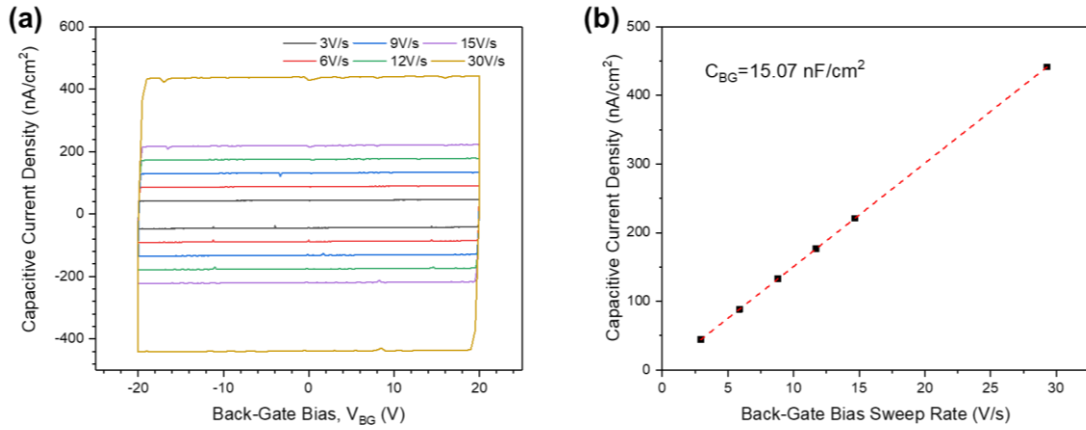 (a)
600
400
200
0
-200
-400
-20
-10
0
10
20
Capacitive Current Density (nA/cm²)
Back-Gate Bias, V_BG (V)
3V/s 9V/s 15V/s
6V/s 12V/s 30V/s
(b)
500
400
300
200
100
0
0
5
10
15
20
25
30
Capacitive Current Density (nA/cm²)
Back-Gate Bias Sweep Rate (V/s)
C_BG=15.07 nF/cm²